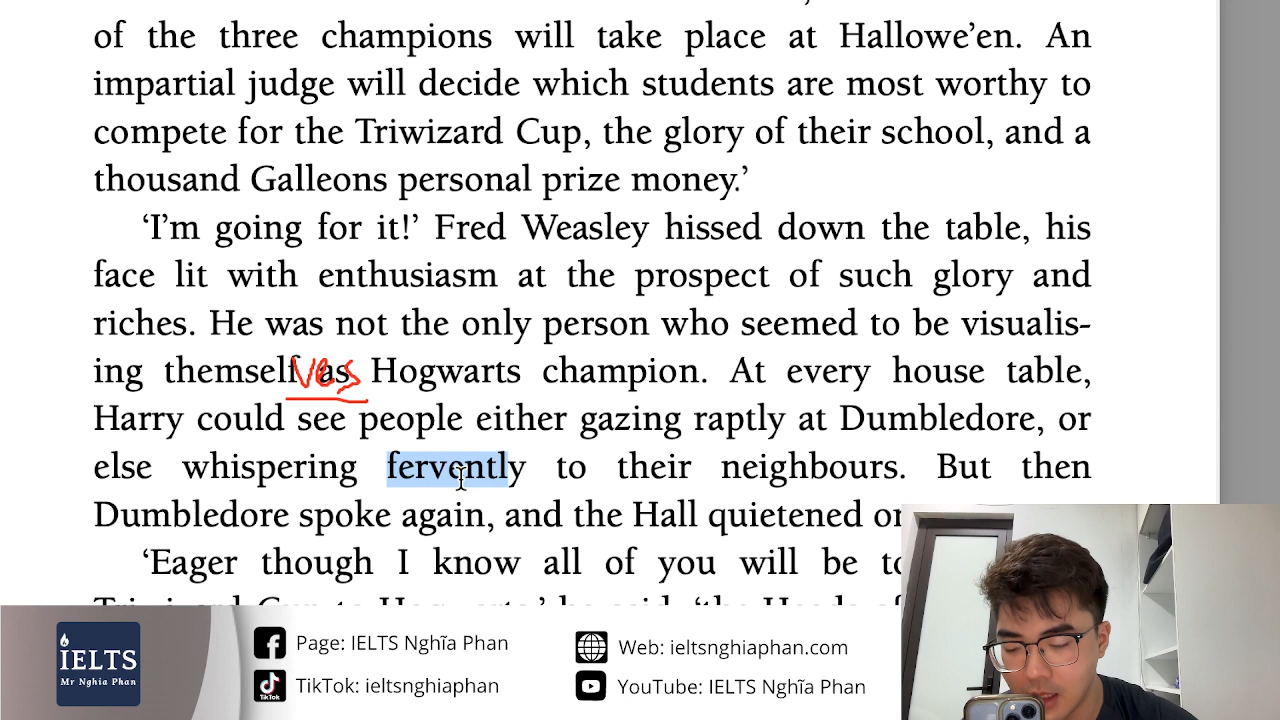 of the three champions will take place at Hallowe’en. An
impartial judge will decide which students are most worthy to
compete for the Triwizard Cup, the glory of their school, and a
thousand Galleons personal prize money.’
‘I’m going for it!’ Fred Weasley hissed down the table, his
face lit with enthusiasm at the prospect of such glory and
riches. He was not the only person who seemed to be visualis-
ing themself as Hogwarts champion. At every house table,
ves
Harry could see people either gazing raptly at Dumbledore, or
else whispering fervently to their neighbours. But then
Dumbledore spoke again, and the Hall quietened
‘Eager though I know all of you will be
IELTS
Mr Nghia Phan
Page: IELTS Nghĩa Phan
TikTok
TikTok: ieltsnghiaphan
Web: ieltsnghiaphan.com
YouTube: IELTS Nghĩa Phan